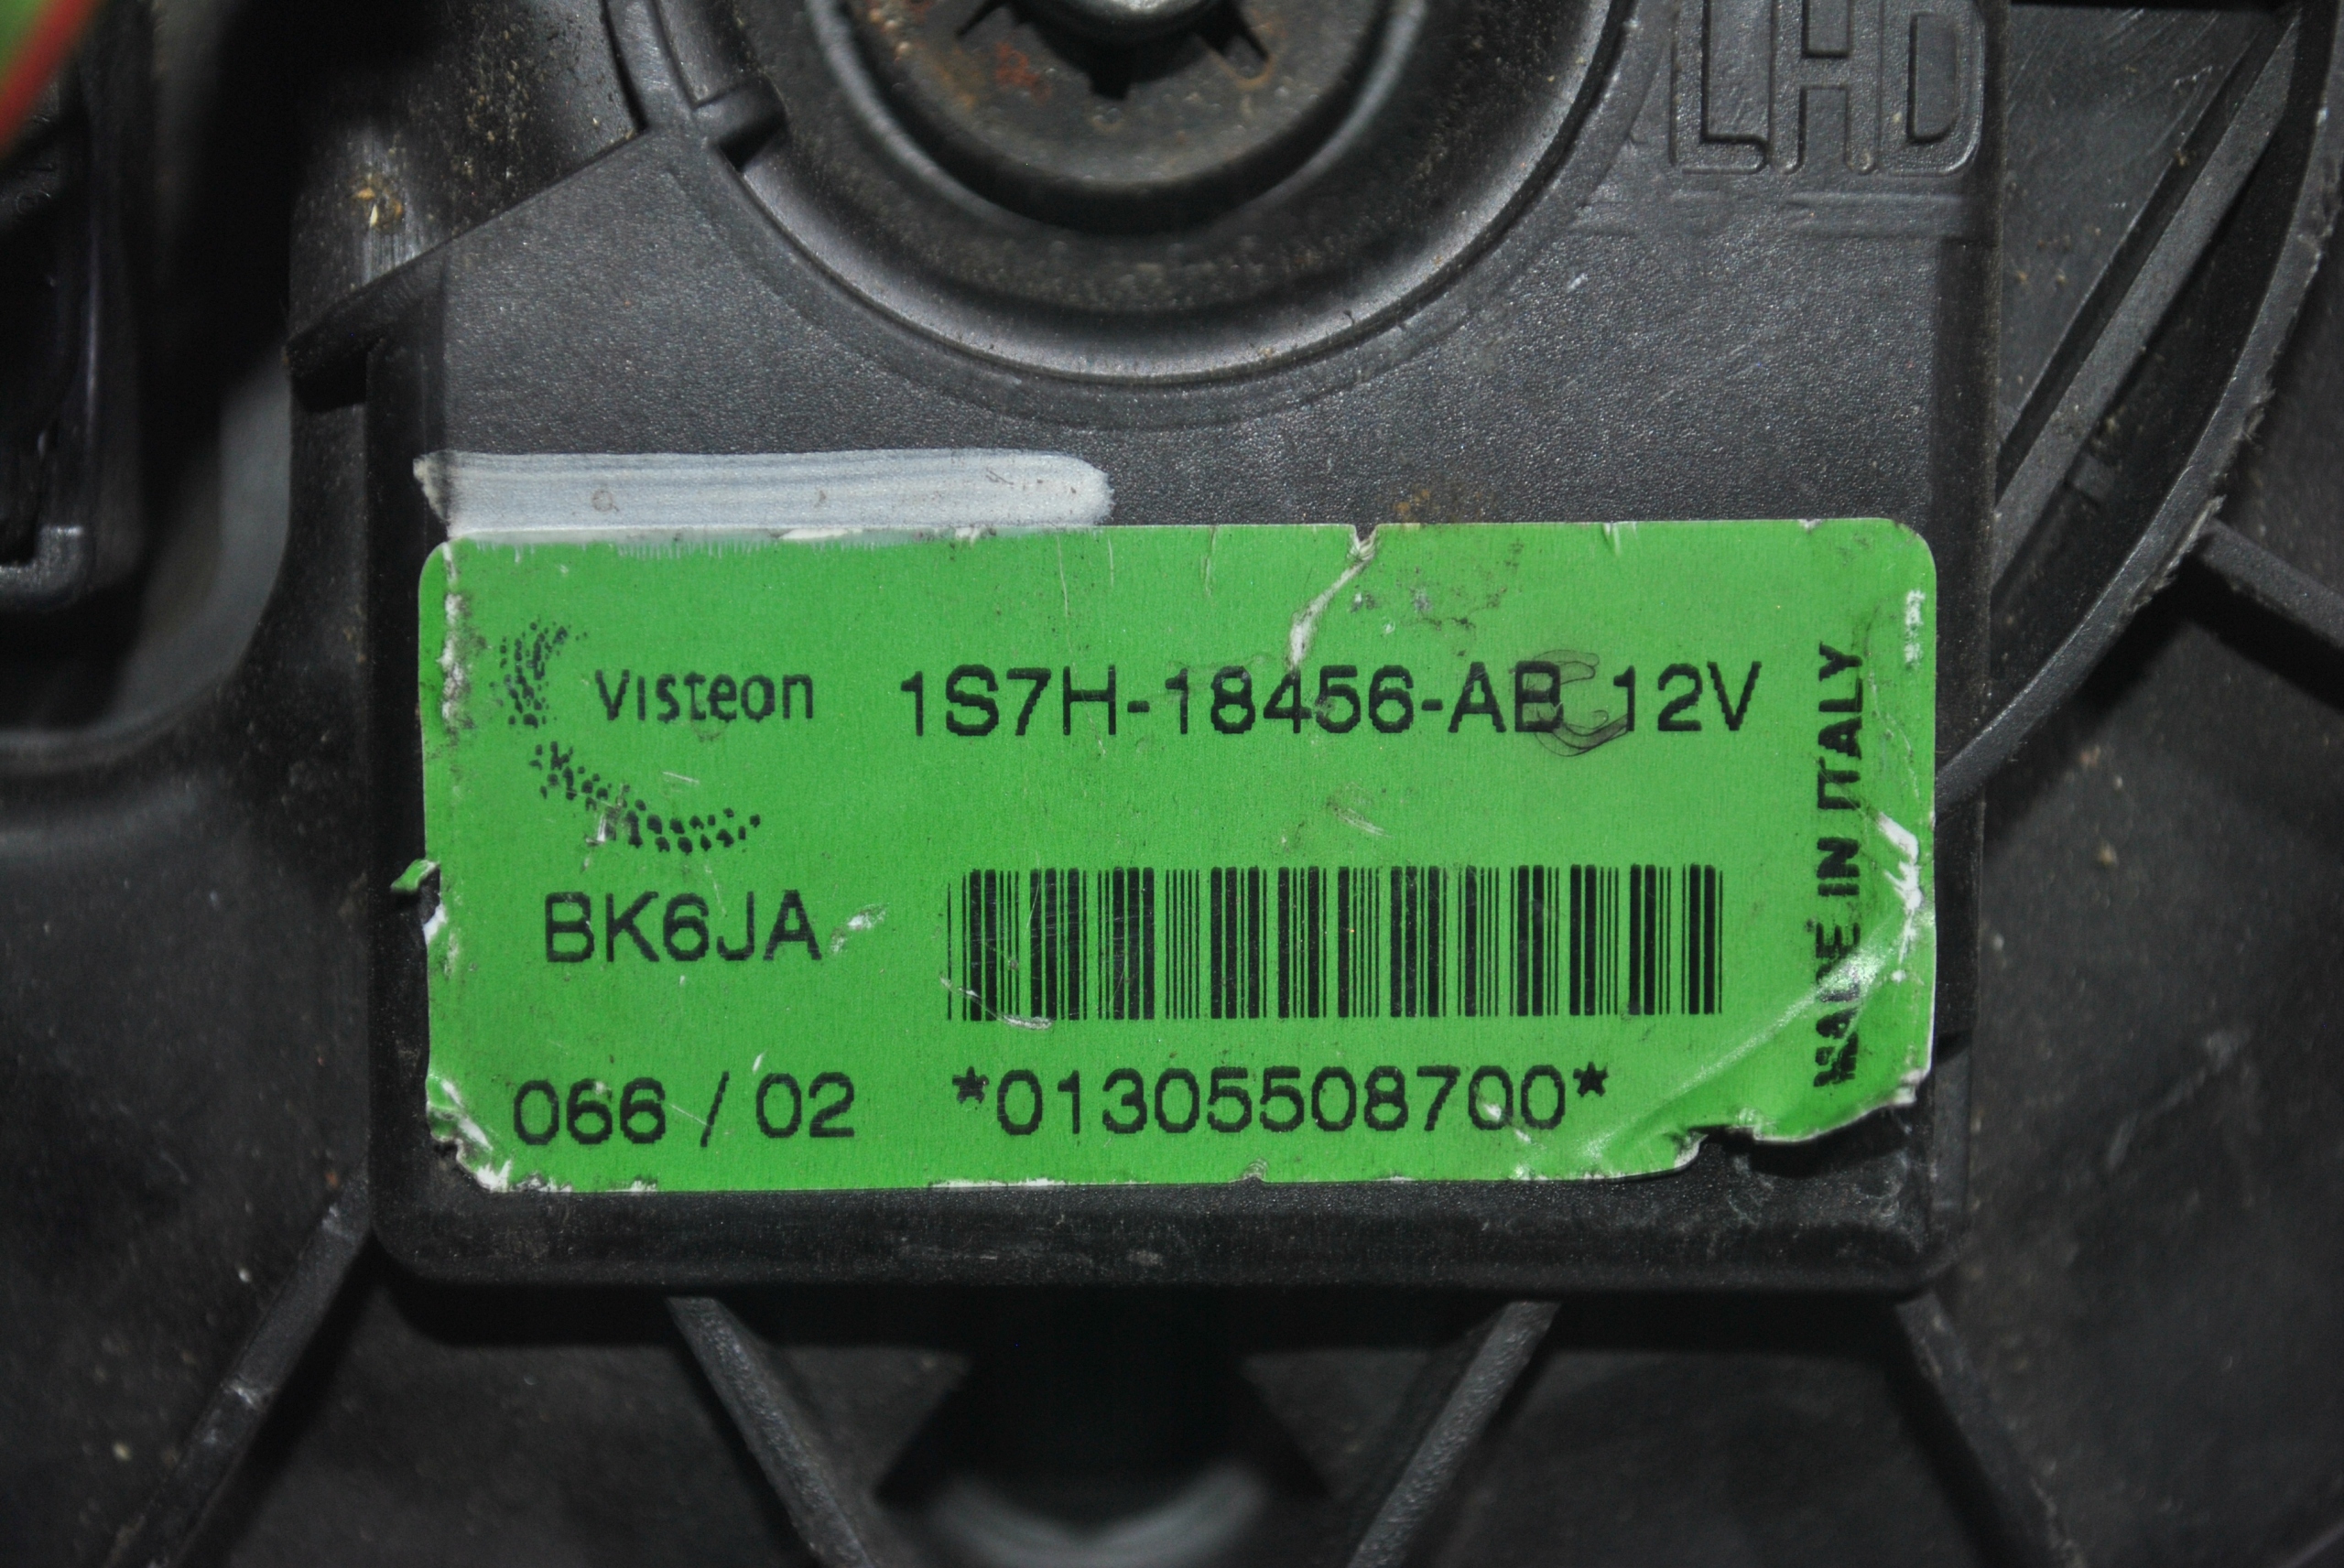 LHD
Visteon 1S7H-18456-AB 12V
MADE IN ITALY
BK6JA
066 / 02 *01305508700*